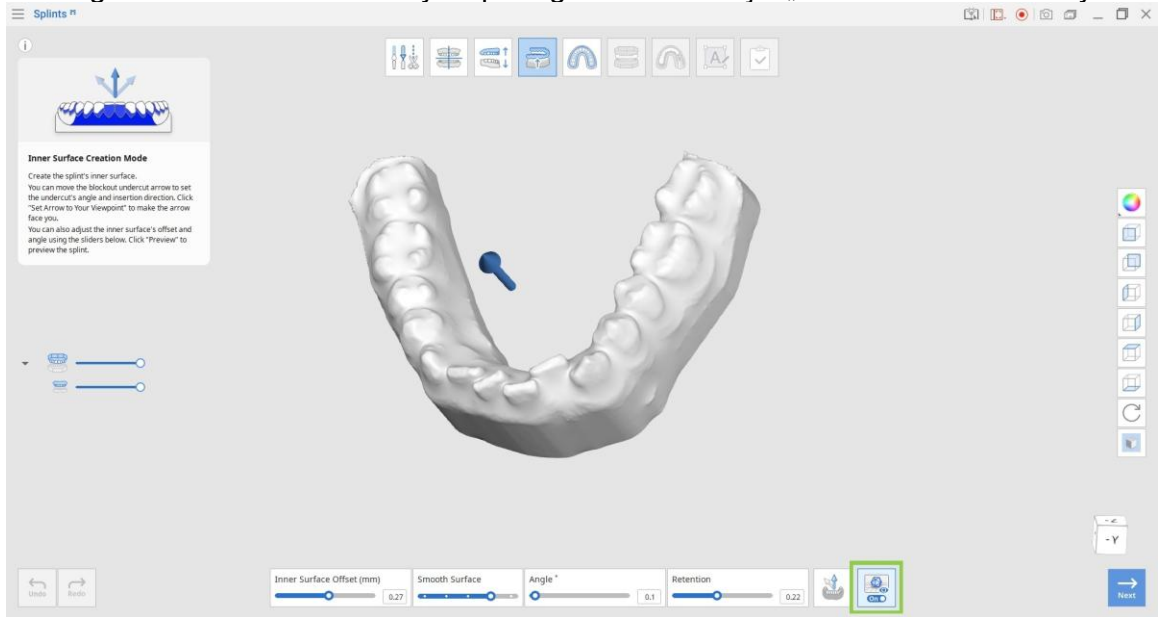 Splints
Inner Surface Creation Mode
Create the splint's inner surface.
You can move the blockout undercut arrow to set
the undercut's angle and insertion direction. Click
"Set Arrow to Your Viewpoint" to make the arrow
face you.
You can also adjust the inner surface's offset and
angle using the sliders below. Click "Preview" to
preview the splint.
- Y
Undo
Redo
Inner Surface Offset (mm)
0.27
Smooth Surface
Angle °
0.1
Retention
0.22
On
Next